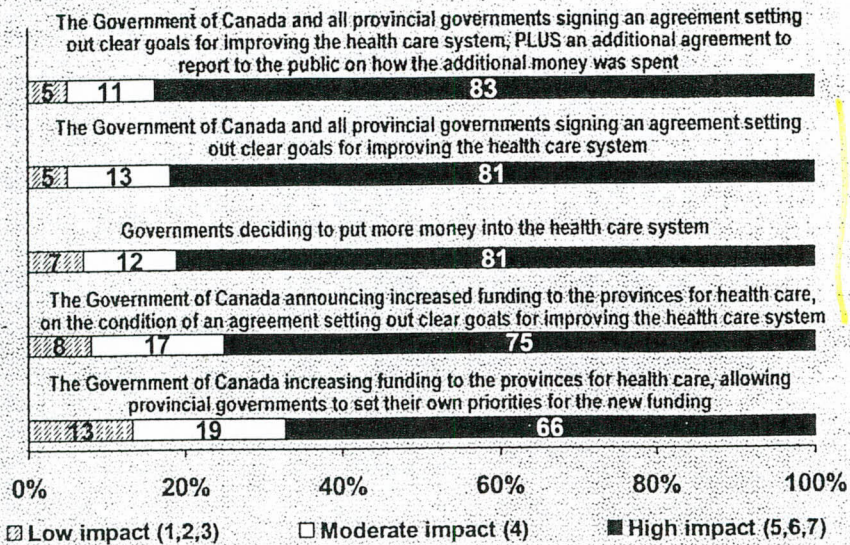 The Government of Canada and all provincial governments signing an agreement setting
out clear goals for improving the health care system, PLUS an additional agreement to
report to the public on how the additional money was spent
5 11 83
The Government of Canada and all provincial governments signing an agreement setting
out clear goals for improving the health care system
5 13 81
Governments deciding to put more money into the health care system
7 12 81
The Government of Canada announcing increased funding to the provinces for health care,
on the condition of an agreement setting out clear goals for improving the health care system
8 17 75
The Government of Canada increasing funding to the provinces for health care, allowing
provincial governments to set their own priorities for the new funding
13 19 66
0% 20% 40% 60% 80% 100%
Low impact (1,2,3) Moderate impact (4) High impact (5,6,7)